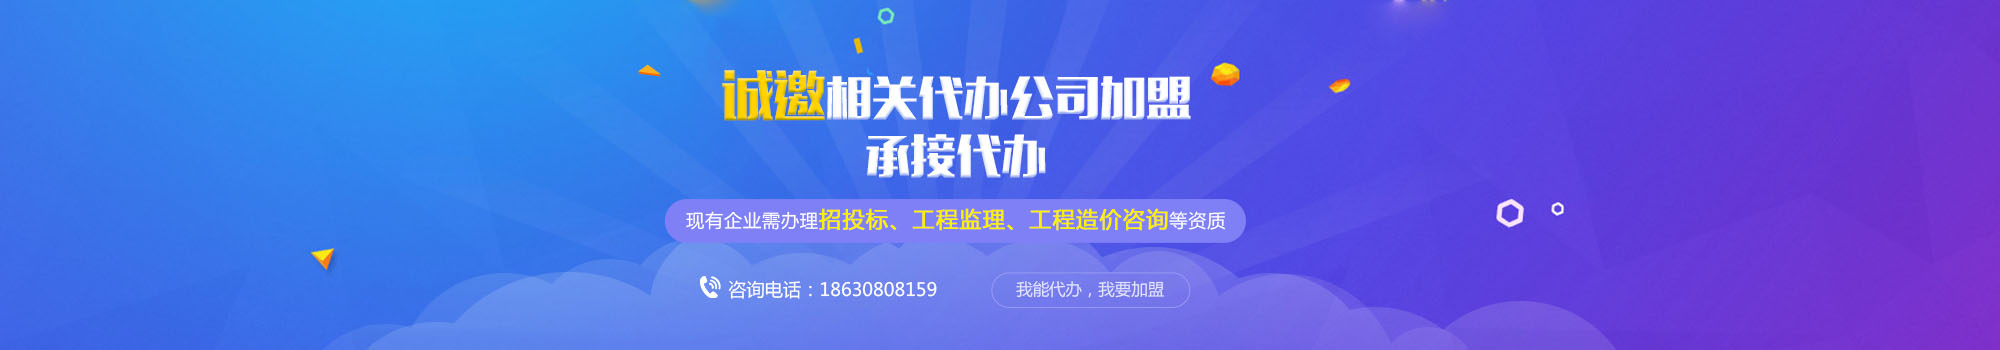 诚邀相关代办公司加盟
承接代办
现有企业需办理招投标、工程监理、工程造价咨询等资质
咨询电话：18630808159
我能代办，我要加盟